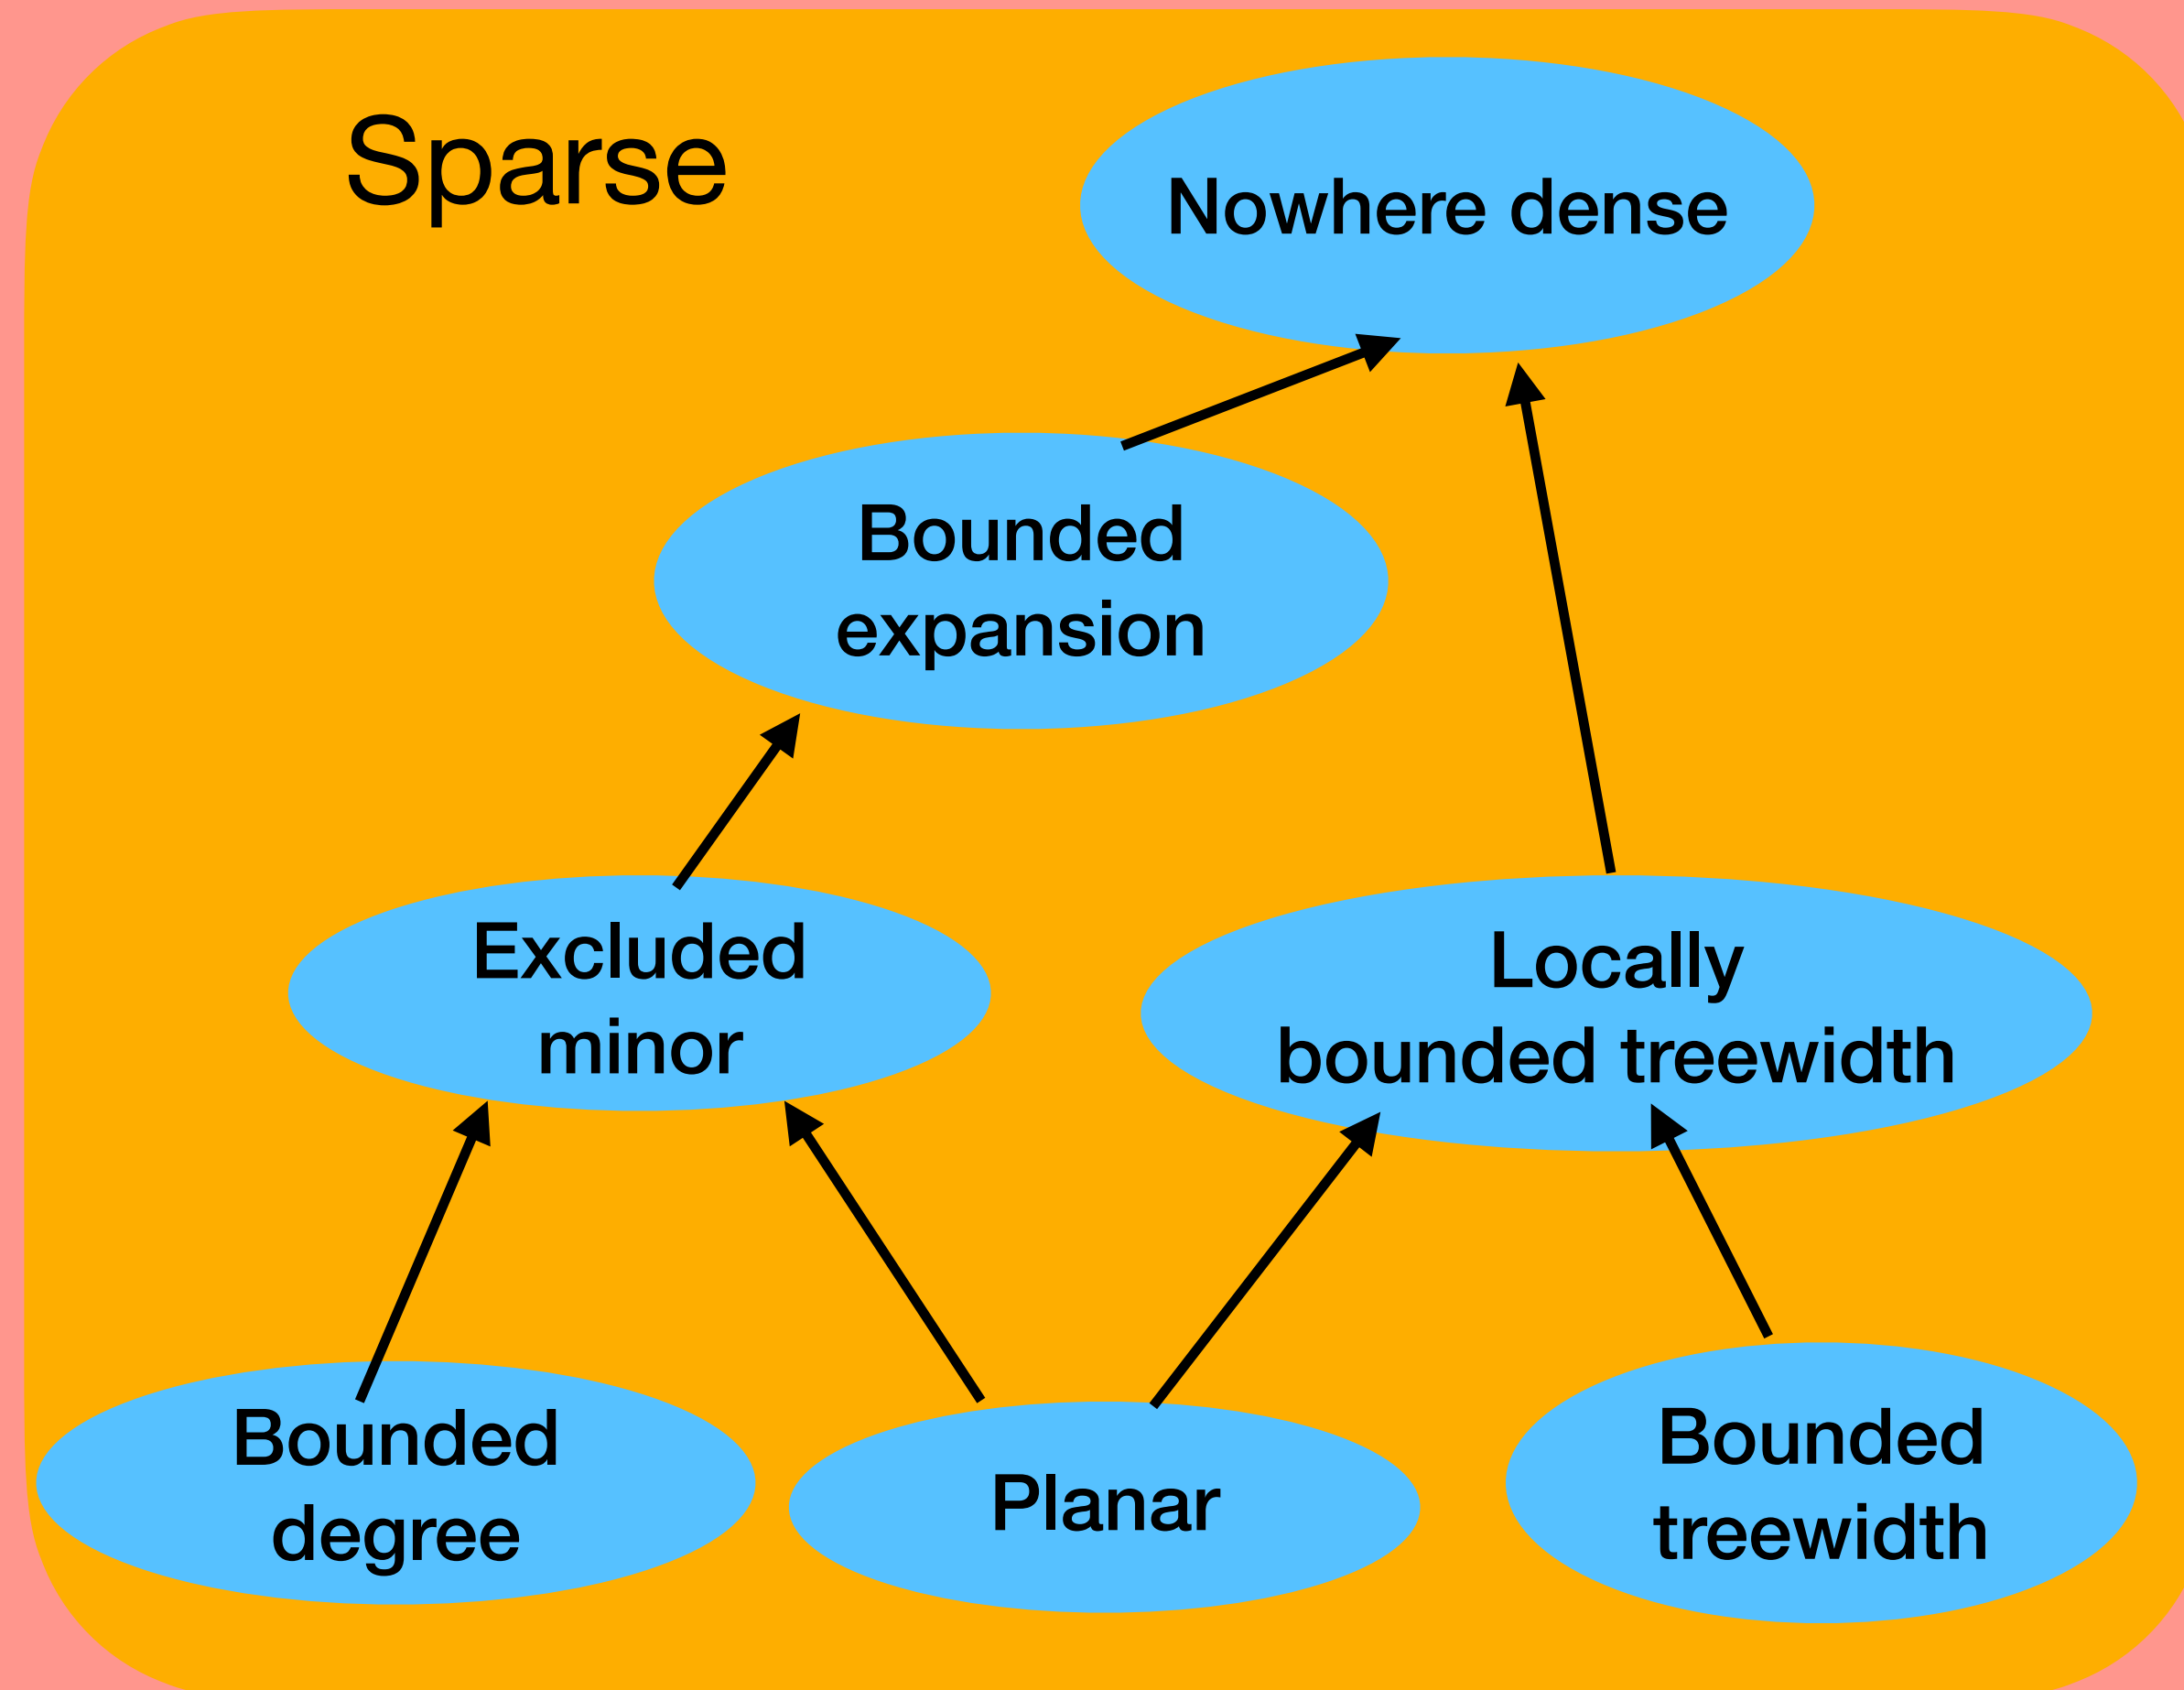 Sparse
Nowhere dense
Bounded
expansion
Excluded
minor
Locally
bounded treewidth
Bounded
degree
Planar
Bounded
treewidth